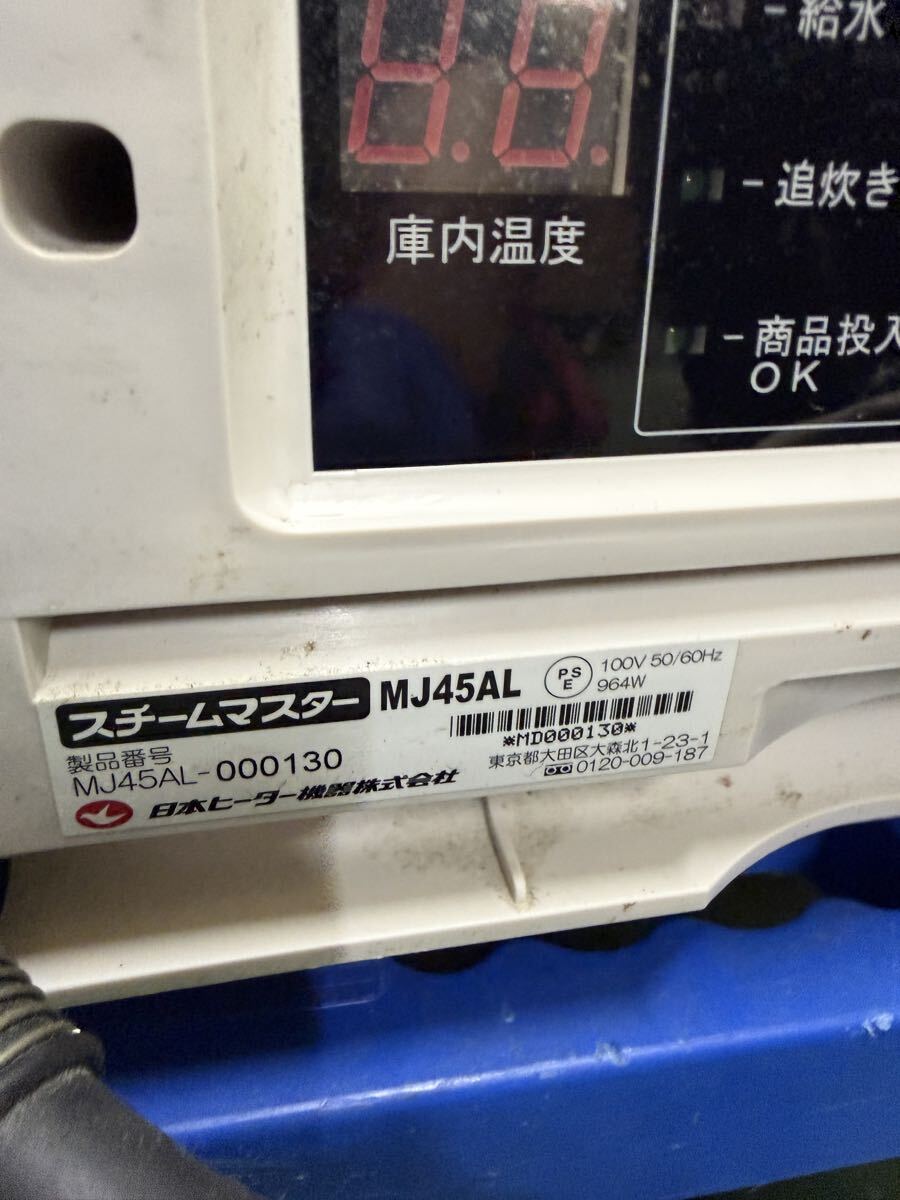 8.8.
- 給水
- 追炊き
庫内温度
- 商品投入
OK
スチームマスター MJ45AL PSE 100V 50/60Hz
964W
*MD000130*
製品番号
MJ45AL-000130
東京都大田区大森北1-23-1
0120-009-187
日本ヒーター機器株式会社